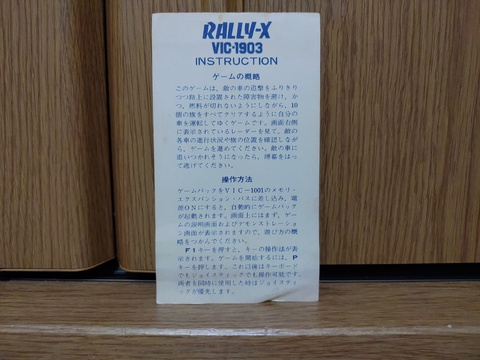 RALLY-X
VIC-1903
INSTRUCTION
ゲームの概略
このゲームは、敵の車の追撃をふりきり
つつ路上に設置された障害物を避け、か
つ、燃料が切れないようにしながら、10
個の旗をすべてクリアするように自分の
車を運転してゆくゲームです。画面右側
に表示されているレーダーを見て、敵の
各車の進行状況や旗の位置を確認しなが
ら、ゲームを進めてください。敵の車に
追いつかれそうになったら、煙幕をはっ
て逃げてください。
操作方法
ゲームパックをVIC-1001のメモリ・
エクスパンション・バスに差し込み、電
源ONにすると、自動的にゲームパック
が起動されます。画面上にはまず、ゲー
ムの説明画面およびデモンストレーショ
ン画面が表示されますので、遊び方の概
略をつかんでください。
F1キーを押すと、キーの操作法が表
示されます。ゲームを開始するには、P
キーを押します。これ以後はキーボード
でもジョイスティックでも操作可能です。
両者を同時に使用した時はジョイスティ
ックが優先します。